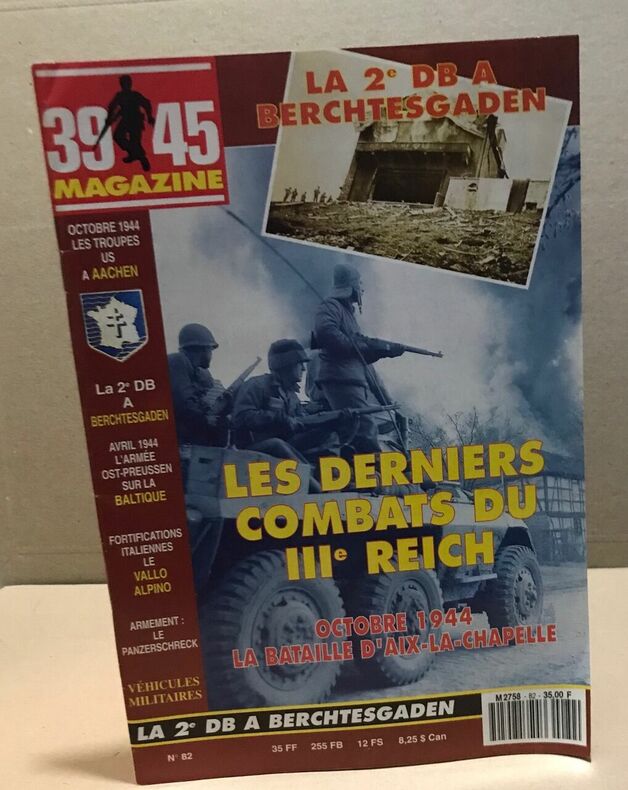 39 45
MAGAZINE
LA 2e DB A
BERCHTESGADEN
OCTOBRE 1944
LES TROUPES
US
A AACHEN
La 2e DB
A
BERCHTESGADEN
AVRIL 1944
L'ARMÉE
OST-PREUSSEN
SUR LA
BALTIQUE
FORTIFICATIONS
ITALIENNES
LE
VALLO
ALPINO
ARMEMENT :
LE
PANZERSCHRECK
VÉHICULES
MILITAIRES
LES DERNIERS
COMBATS DU
IIIe REICH
OCTOBRE 1944
LA BATAILLE D'AIX-LA-CHAPELLE
LA 2e DB A BERCHTESGADEN
M 2758 - 82 - 35,00 F
N° 82 35 FF 255 FB 12 FS 8,25 $ Can